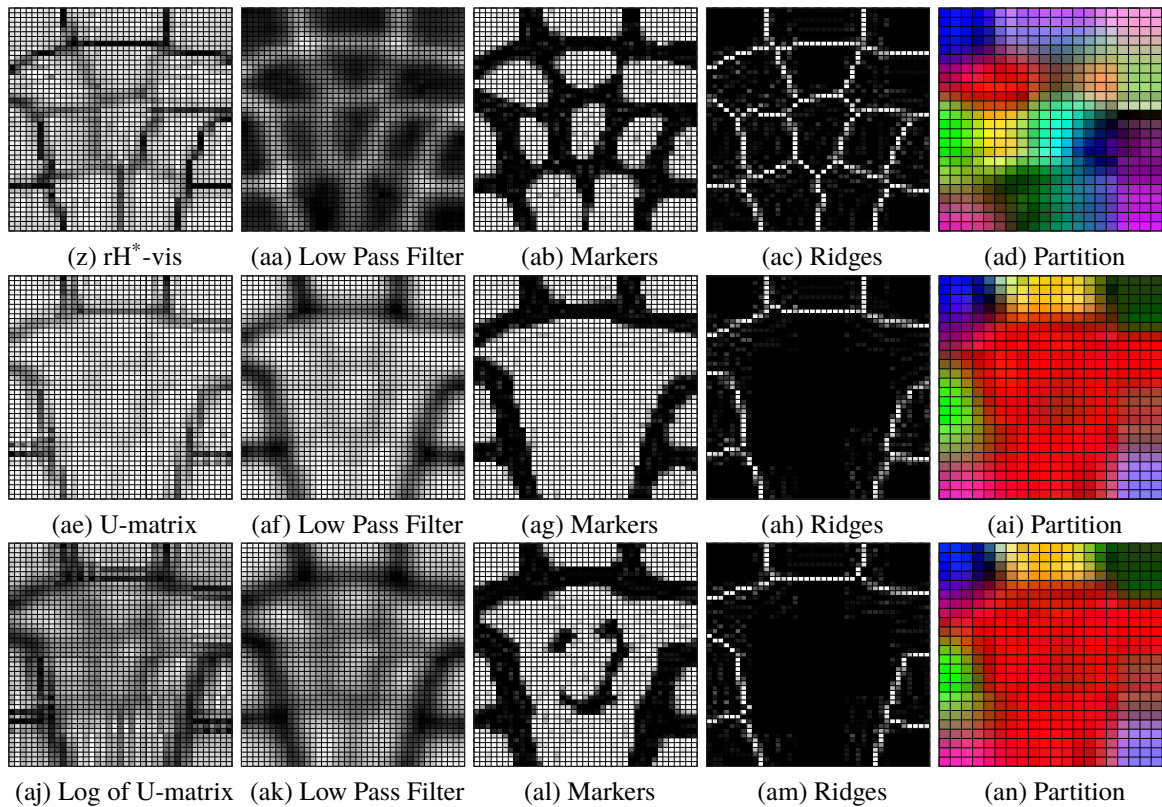 (z) rH*-vis (aa) Low Pass Filter (ab) Markers (ac) Ridges (ad) Partition
(ae) U-matrix (af) Low Pass Filter (ag) Markers (ah) Ridges (ai) Partition
(aj) Log of U-matrix (ak) Low Pass Filter (al) Markers (am) Ridges (an) Partition